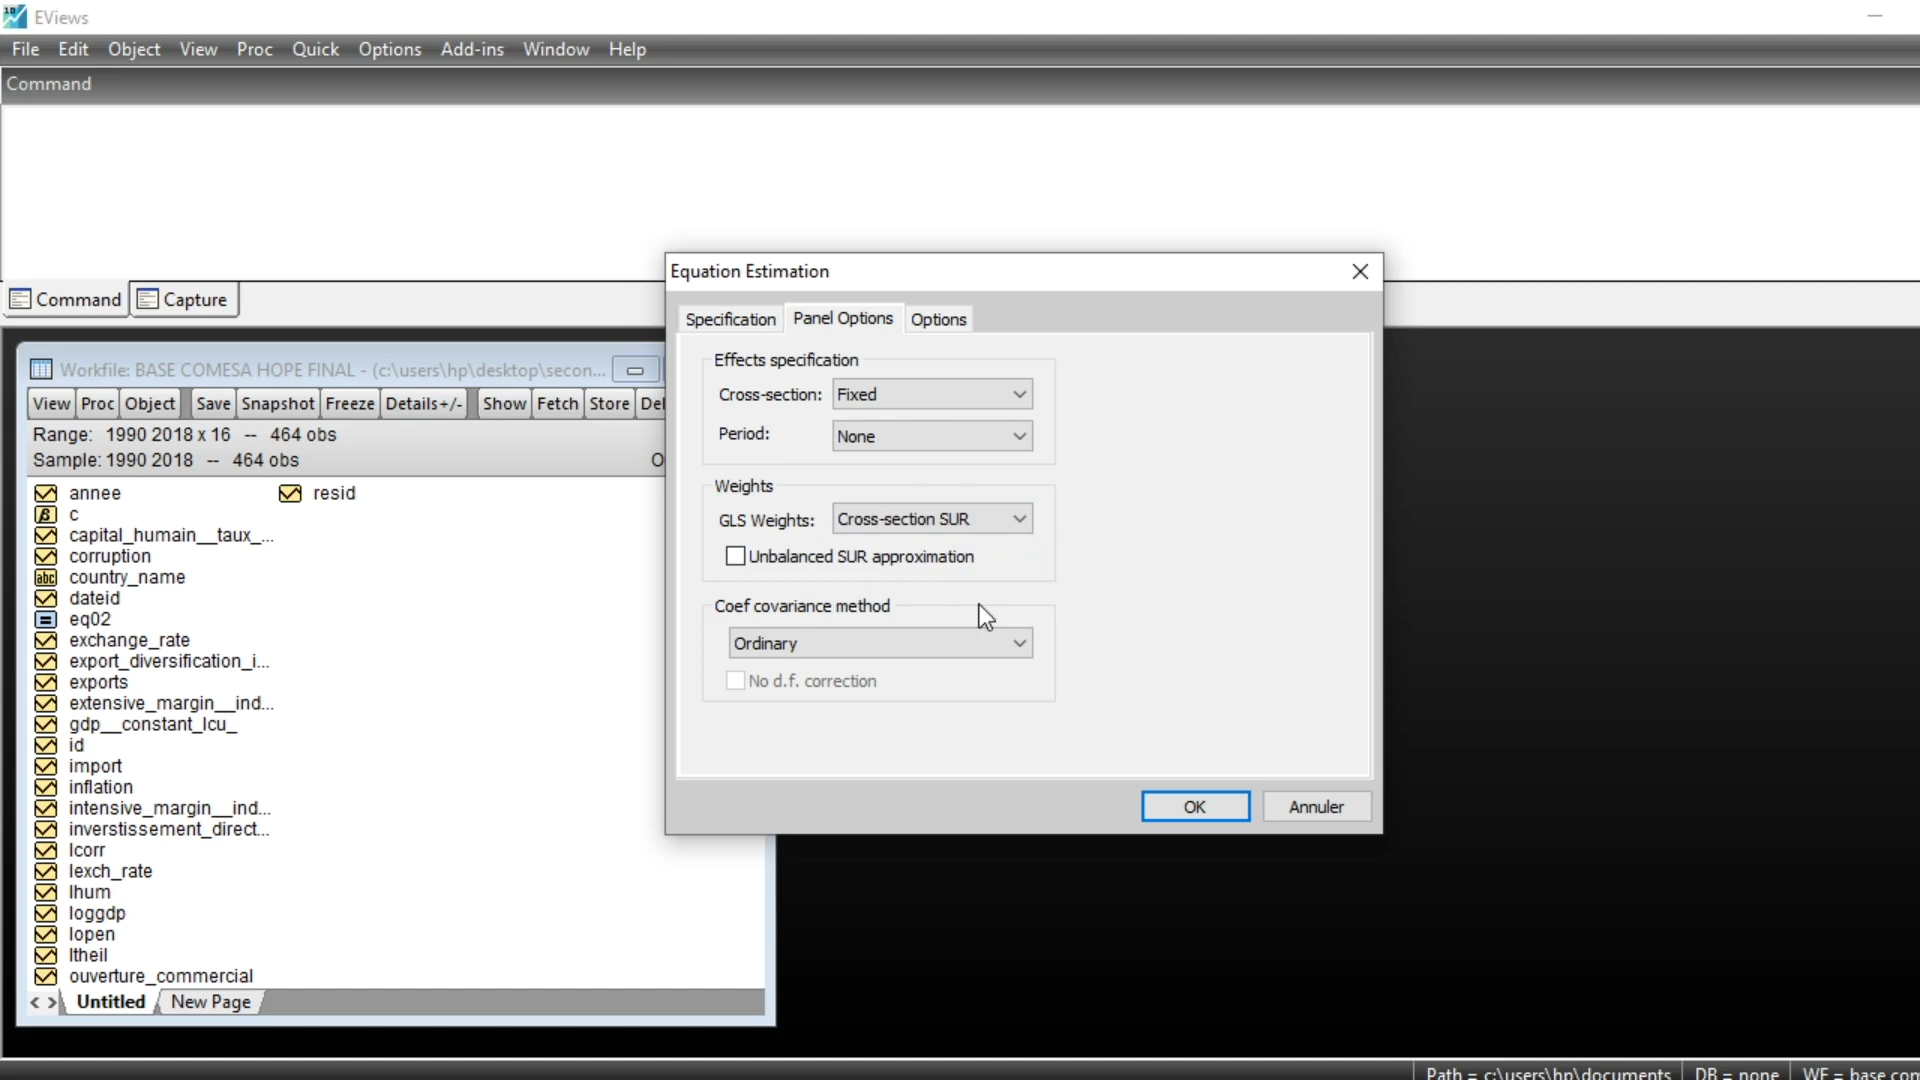 10 EViews
File Edit Object View Proc Quick Options Add-ins Window Help
Command
Command Capture
Workfile: BASE COMESA HOPE FINAL - (c:\users\hp\desktop\secon...
View Proc Object Save Snapshot Freeze Details+/- Show Fetch Store Del
Range: 1990 2018 x 16 -- 464 obs
Sample: 1990 2018 -- 464 obs O
annee
c
capital_humain__taux_...
corruption
country_name
dateid
eq02
exchange_rate
export_diversification_i...
exports
extensive_margin__ind...
gdp__constant_lcu_
id
import
inflation
intensive_margin__ind...
inverstissement_direct...
lcorr
lexch_rate
lhum
loggdp
lopen
ltheil
ouverture_commercial
resid
Untitled New Page
Equation Estimation
Specification Panel Options Options
Effects specification
Cross-section: Fixed
Period: None
Weights
GLS Weights: Cross-section SUR
Unbalanced SUR approximation
Coef covariance method
Ordinary
No d.f. correction
OK Annuler
Path = c:\users\hp\documents DB = none WF = base com